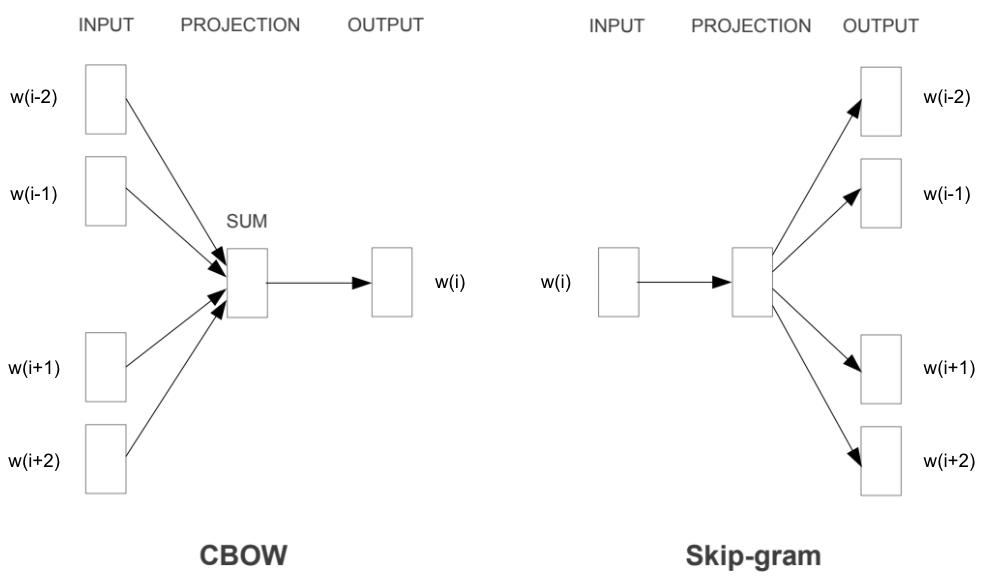 INPUT PROJECTION OUTPUT
w(i-2)
w(i-1)
SUM
w(i)
w(i+1)
w(i+2)
CBOW
INPUT PROJECTION OUTPUT
w(i-2)
w(i-1)
w(i)
w(i+1)
w(i+2)
Skip-gram